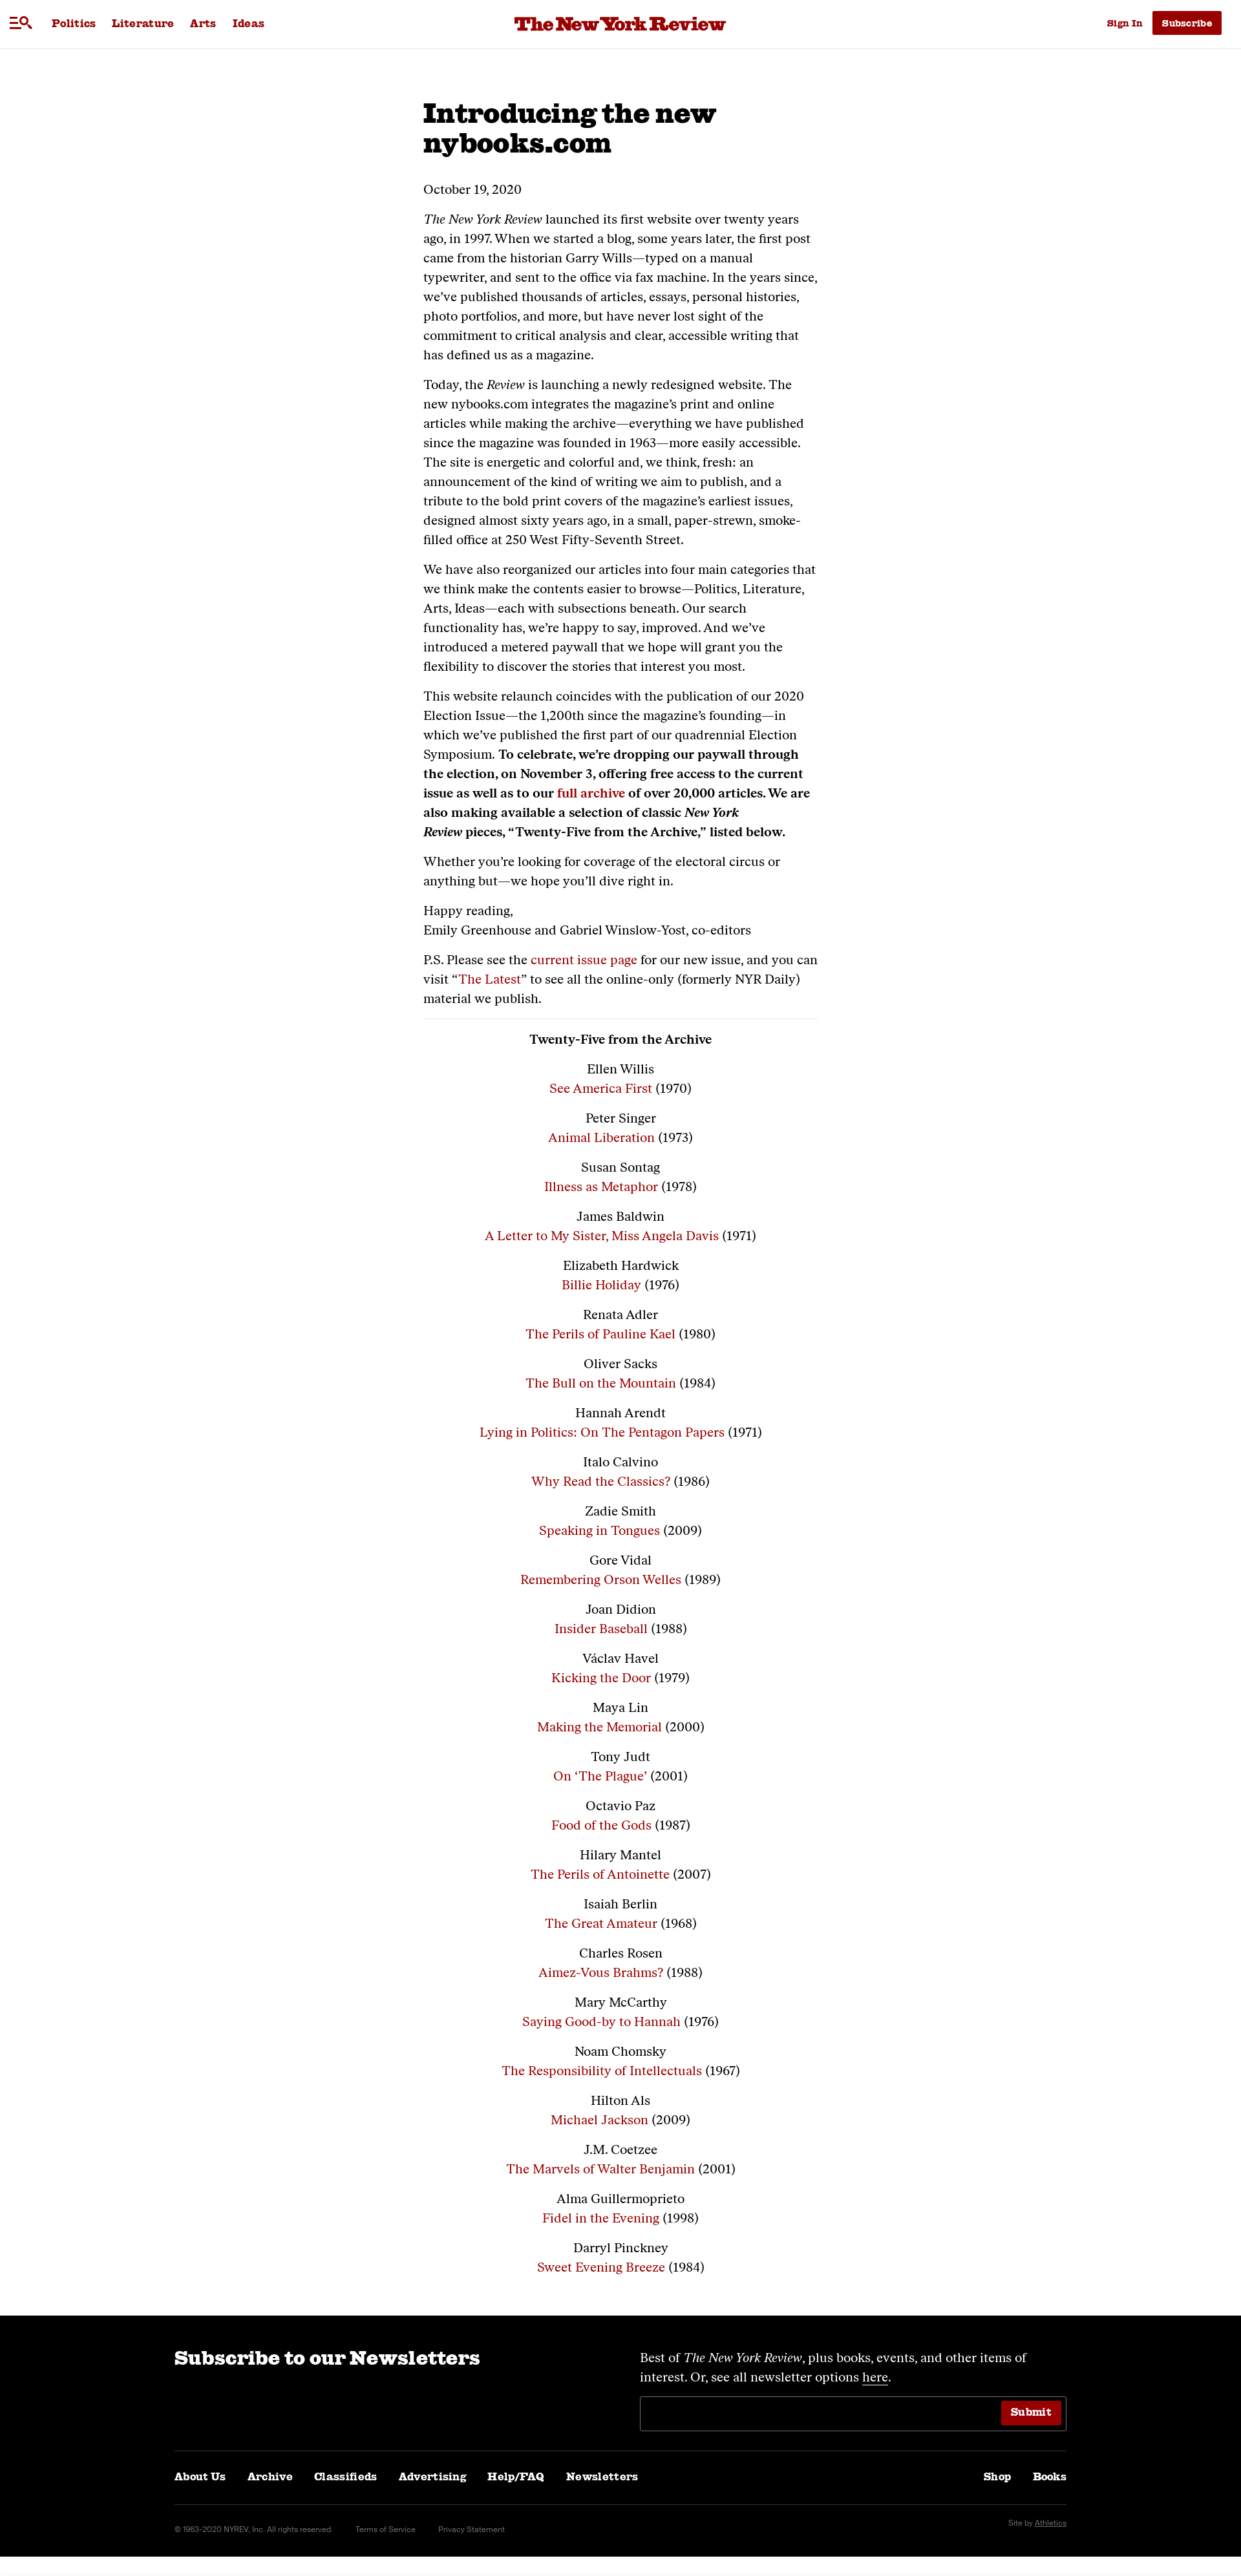 Politics Literature Arts Ideas
The New York Review
Sign In Subscribe
Introducing the new
nybooks.com
October 19, 2020
The New York Review launched its first website over twenty years
ago, in 1997. When we started a blog, some years later, the first post
came from the historian Garry Wills—typed on a manual
typewriter, and sent to the office via fax machine. In the years since,
we’ve published thousands of articles, essays, personal histories,
photo portfolios, and more, but have never lost sight of the
commitment to critical analysis and clear, accessible writing that
has defined us as a magazine.
Today, the Review is launching a newly redesigned website. The
new nybooks.com integrates the magazine’s print and online
articles while making the archive—everything we have published
since the magazine was founded in 1963—more easily accessible.
The site is energetic and colorful and, we think, fresh: an
announcement of the kind of writing we aim to publish, and a
tribute to the bold print covers of the magazine’s earliest issues,
designed almost sixty years ago, in a small, paper-strewn, smoke-
filled office at 250 West Fifty-Seventh Street.
We have also reorganized our articles into four main categories that
we think make the contents easier to browse—Politics, Literature,
Arts, Ideas—each with subsections beneath. Our search
functionality has, we’re happy to say, improved. And we’ve
introduced a metered paywall that we hope will grant you the
flexibility to discover the stories that interest you most.
This website relaunch coincides with the publication of our 2020
Election Issue—the 1,200th since the magazine’s founding—in
which we’ve published the first part of our quadrennial Election
Symposium. To celebrate, we’re dropping our paywall through
the election, on November 3, offering free access to the current
issue as well as to our full archive of over 20,000 articles. We are
also making available a selection of classic New York
Review pieces, “Twenty-Five from the Archive,” listed below.
Whether you’re looking for coverage of the electoral circus or
anything but—we hope you’ll dive right in.
Happy reading,
Emily Greenhouse and Gabriel Winslow-Yost, co-editors
P.S. Please see the current issue page for our new issue, and you can
visit “The Latest” to see all the online-only (formerly NYR Daily)
material we publish.
Twenty-Five from the Archive
Ellen Willis
See America First (1970)
Peter Singer
Animal Liberation (1973)
Susan Sontag
Illness as Metaphor (1978)
James Baldwin
A Letter to My Sister, Miss Angela Davis (1971)
Elizabeth Hardwick
Billie Holiday (1976)
Renata Adler
The Perils of Pauline Kael (1980)
Oliver Sacks
The Bull on the Mountain (1984)
Hannah Arendt
Lying in Politics: On The Pentagon Papers (1971)
Italo Calvino
Why Read the Classics? (1986)
Zadie Smith
Speaking in Tongues (2009)
Gore Vidal
Remembering Orson Welles (1989)
Joan Didion
Insider Baseball (1988)
Václav Havel
Kicking the Door (1979)
Maya Lin
Making the Memorial (2000)
Tony Judt
On ‘The Plague’ (2001)
Octavio Paz
Food of the Gods (1987)
Hilary Mantel
The Perils of Antoinette (2007)
Isaiah Berlin
The Great Amateur (1968)
Charles Rosen
Aimez-Vous Brahms? (1988)
Mary McCarthy
Saying Good-by to Hannah (1976)
Noam Chomsky
The Responsibility of Intellectuals (1967)
Hilton Als
Michael Jackson (2009)
J.M. Coetzee
The Marvels of Walter Benjamin (2001)
Alma Guillermoprieto
Fidel in the Evening (1998)
Darryl Pinckney
Sweet Evening Breeze (1984)
Subscribe to our Newsletters
Best of The New York Review, plus books, events, and other items of
interest. Or, see all newsletter options here.
Submit
About Us Archive Classifieds Advertising Help/FAQ Newsletters Shop Books
© 1963-2020 NYREV, Inc. All rights reserved. Terms of Service Privacy Statement
Site by Athletics